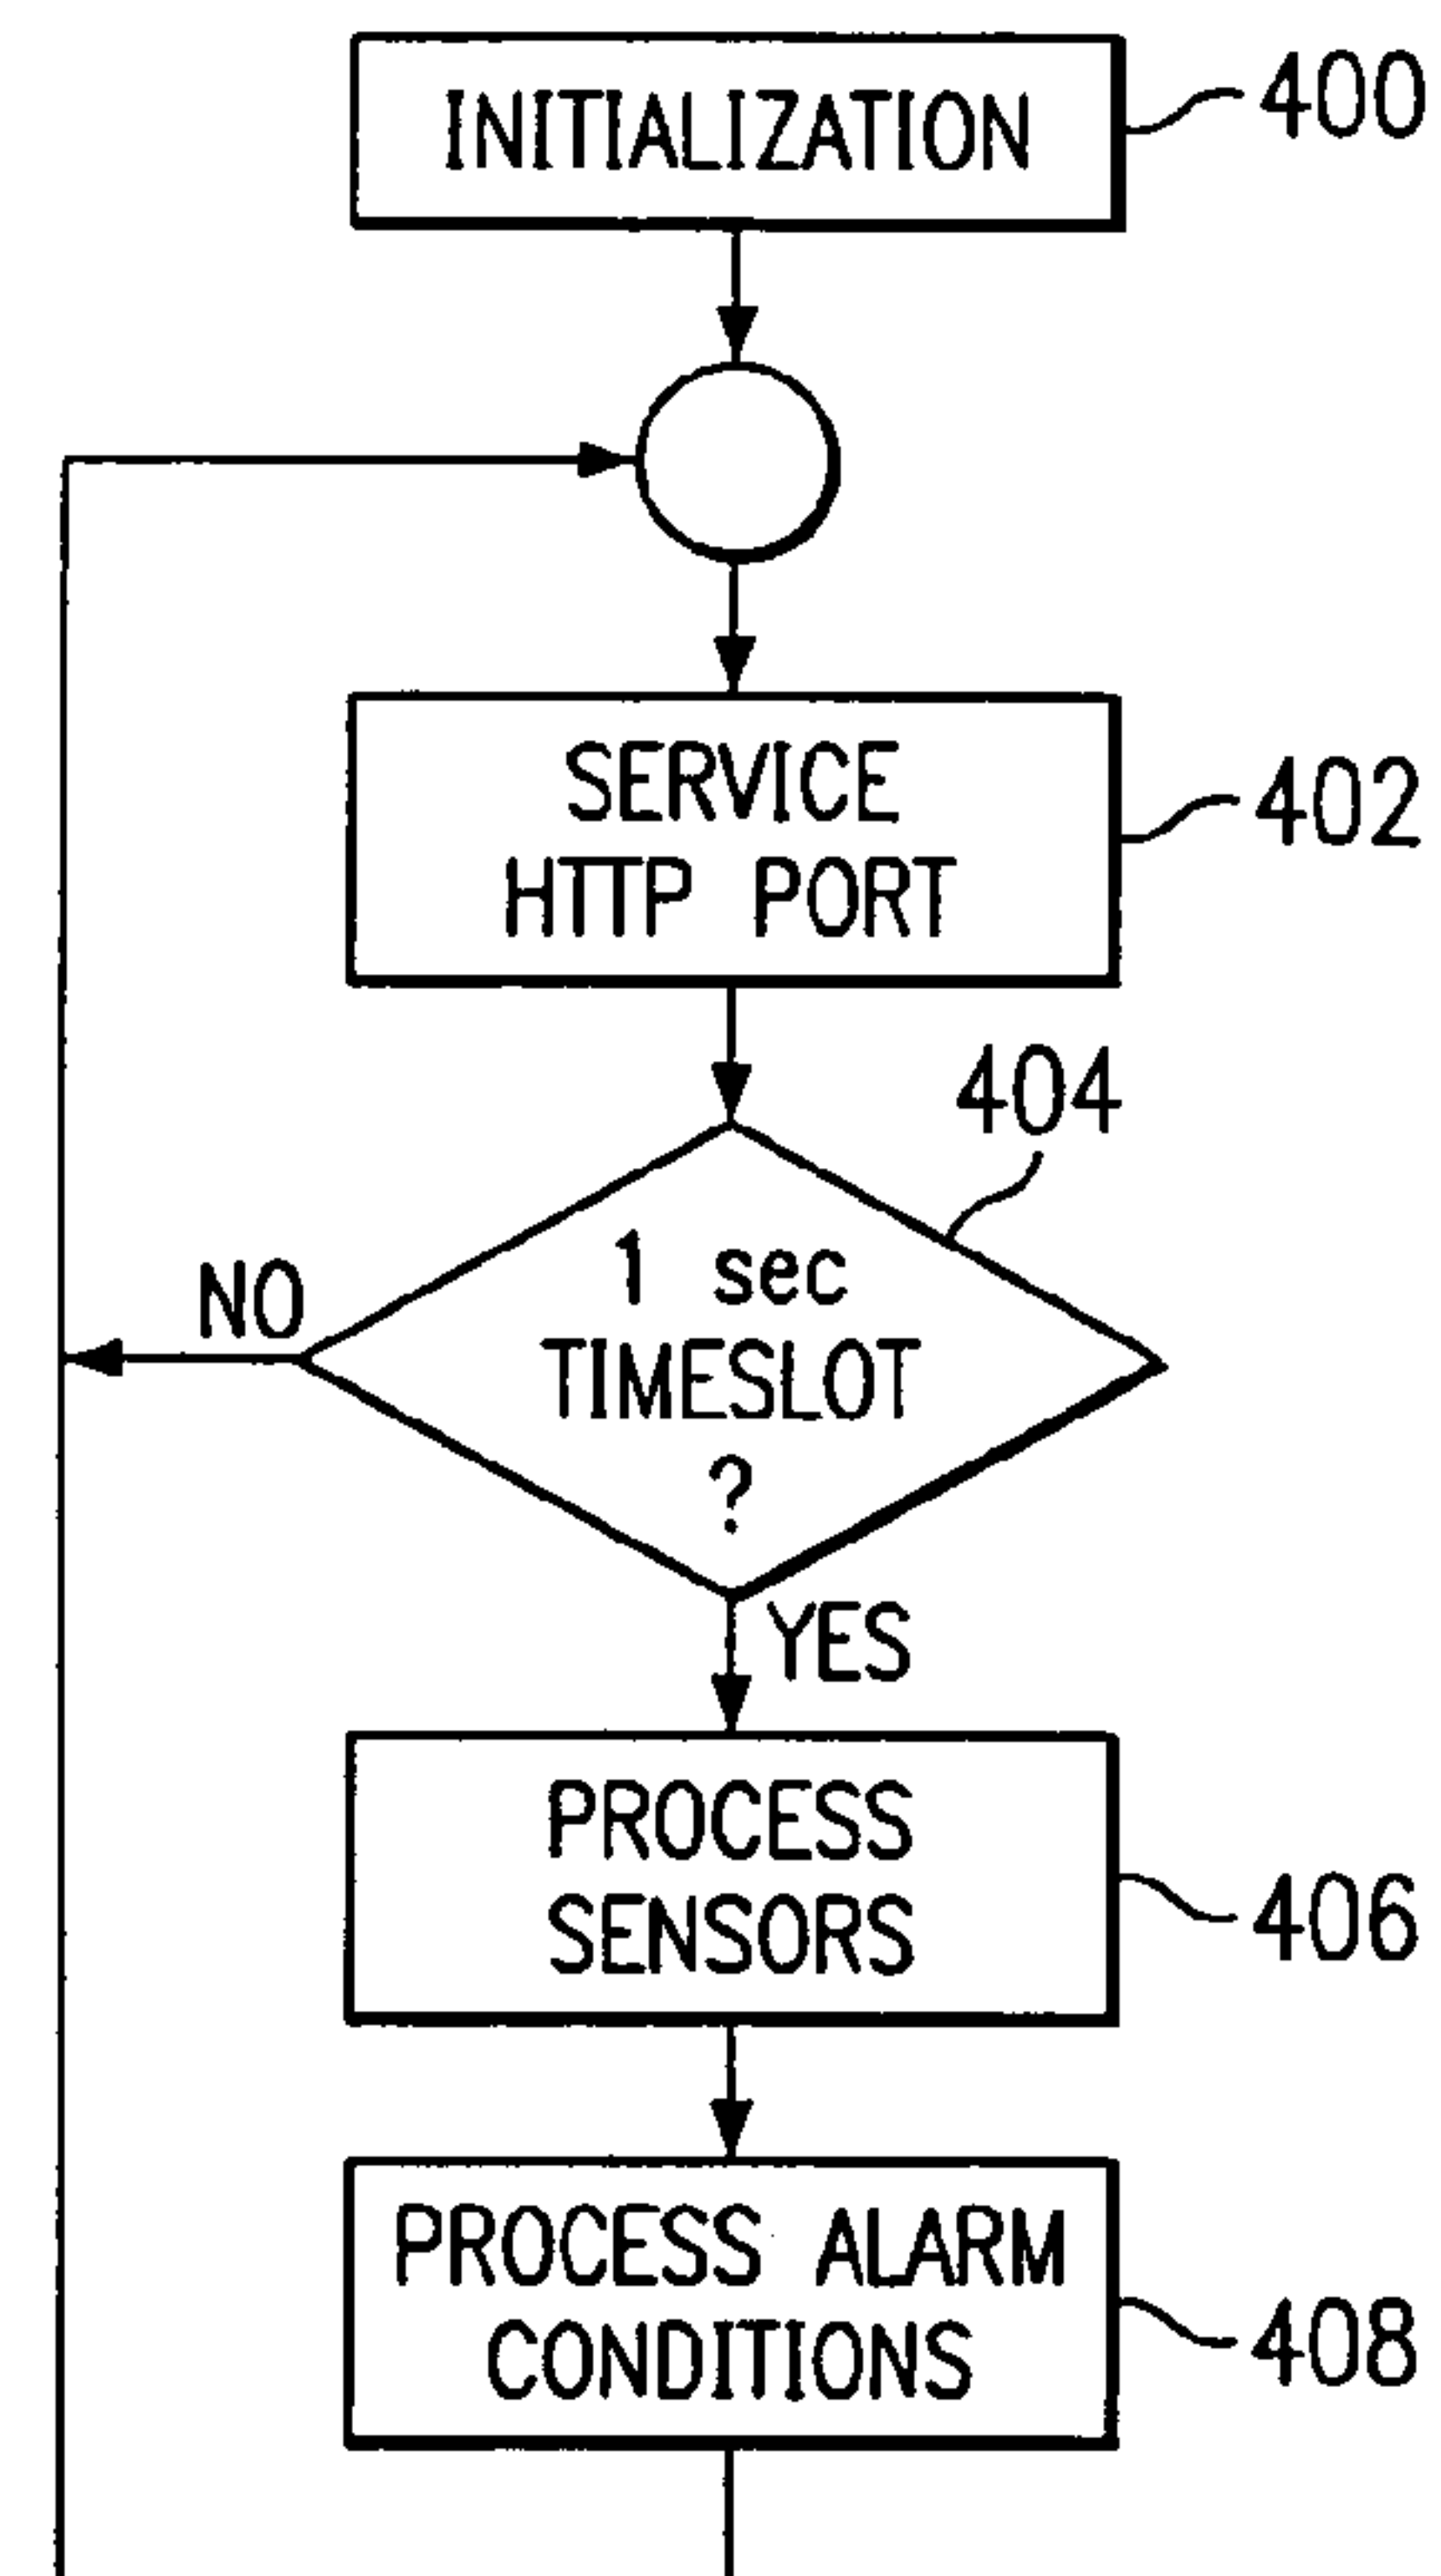 INITIALIZATION
400
SERVICE
HTTP PORT
402
404
1 sec
TIMESLOT
?
NO
YES
PROCESS
SENSORS
406
PROCESS ALARM
CONDITIONS
408